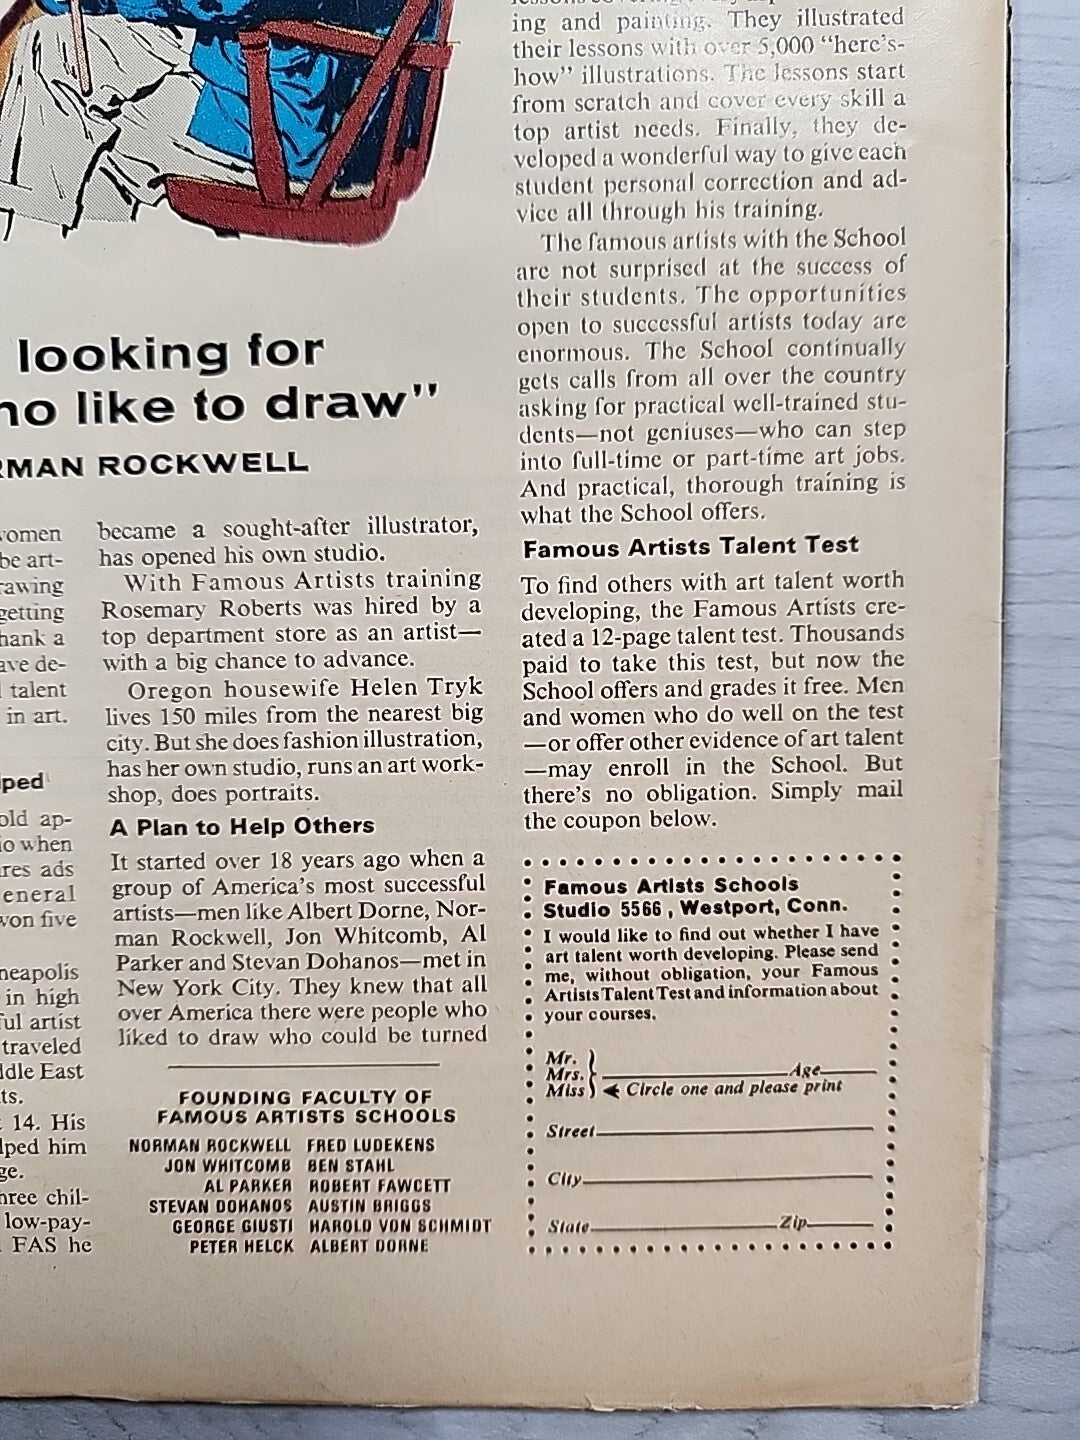 looking for
no like to draw"
RMAN ROCKWELL
women
be art-
rawing
getting
hank a
ave de-
talent
in art.
ped
old ap-
io when
res ads
eneral
won five
neapolis
in high
ful artist
traveled
ddle East
ts.
14. His
lped him
ge.
hree chil-
low-pay-
FAS he
became a sought-after illustrator,
has opened his own studio.
With Famous Artists training
Rosemary Roberts was hired by a
top department store as an artist—
with a big chance to advance.
Oregon housewife Helen Tryk
lives 150 miles from the nearest big
city. But she does fashion illustration,
has her own studio, runs an art work-
shop, does portraits.
A Plan to Help Others
It started over 18 years ago when a
group of America's most successful
artists—men like Albert Dorne, Nor-
man Rockwell, Jon Whitcomb, Al
Parker and Stevan Dohanos—met in
New York City. They knew that all
over America there were people who
liked to draw who could be turned
FOUNDING FACULTY OF
FAMOUS ARTISTS SCHOOLS
NORMAN ROCKWELL FRED LUDEKENS
JON WHITCOMB BEN STAHL
AL PARKER ROBERT FAWCETT
STEVAN DOHANOS AUSTIN BRIGGS
GEORGE GIUSTI HAROLD VON SCHMIDT
PETER HELCK ALBERT DORNE
ing and painting. They illustrated
their lessons with over 5,000 "here's-
how" illustrations. The lessons start
from scratch and cover every skill a
top artist needs. Finally, they de-
veloped a wonderful way to give each
student personal correction and ad-
vice all through his training.
The famous artists with the School
are not surprised at the success of
their students. The opportunities
open to successful artists today are
enormous. The School continually
gets calls from all over the country
asking for practical well-trained stu-
dents—not geniuses—who can step
into full-time or part-time art jobs.
And practical, thorough training is
what the School offers.
Famous Artists Talent Test
To find others with art talent worth
developing, the Famous Artists cre-
ated a 12-page talent test. Thousands
paid to take this test, but now the
School offers and grades it free. Men
and women who do well on the test
—or offer other evidence of art talent
—may enroll in the School. But
there's no obligation. Simply mail
the coupon below.
Famous Artists Schools
Studio 5566, Westport, Conn.
I would like to find out whether I have
art talent worth developing. Please send
me, without obligation, your Famous
Artists Talent Test and information about
your courses.
Mr.
Mrs. Age
Miss Circle one and please print
Street
City
State Zip